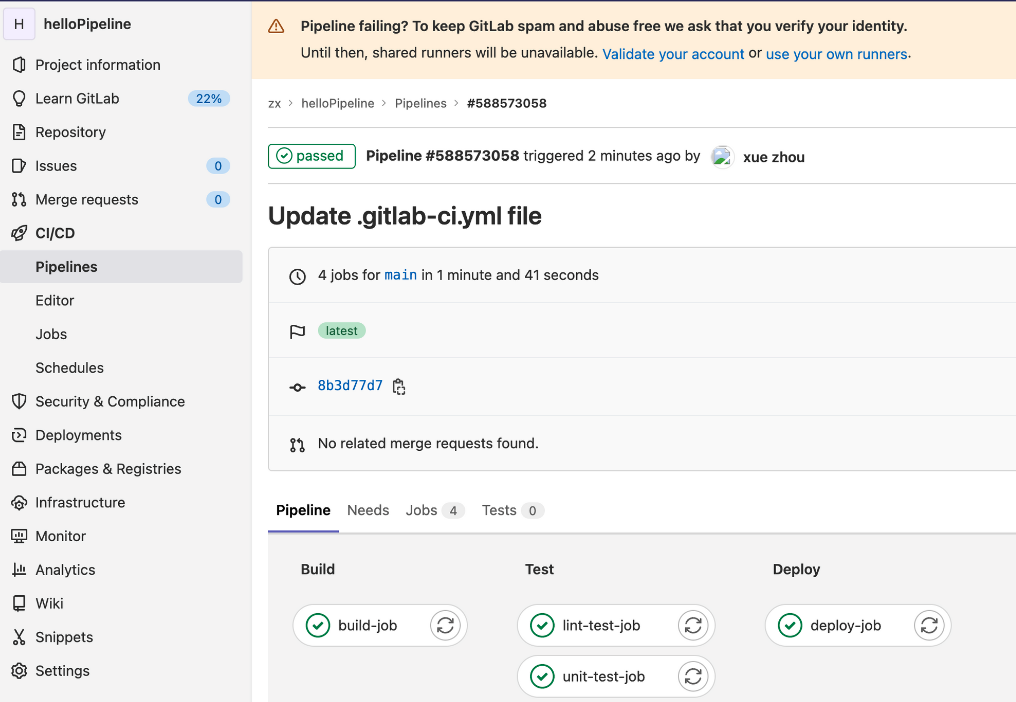 H helloPipeline
Project information
Learn GitLab 22%
Repository
Issues 0
Merge requests 0
CI/CD
Pipelines
Editor
Jobs
Schedules
Security & Compliance
Deployments
Packages & Registries
Infrastructure
Monitor
Analytics
Wiki
Snippets
Settings
Pipeline failing? To keep GitLab spam and abuse free we ask that you verify your identity.
Until then, shared runners will be unavailable. Validate your account or use your own runners.
zx > helloPipeline > Pipelines > #588573058
passed Pipeline #588573058 triggered 2 minutes ago by xue zhou
Update .gitlab-ci.yml file
4 jobs for main in 1 minute and 41 seconds
latest
8b3d77d7
No related merge requests found.
Pipeline Needs Jobs 4 Tests 0
Build Test Deploy
build-job lint-test-job deploy-job
unit-test-job